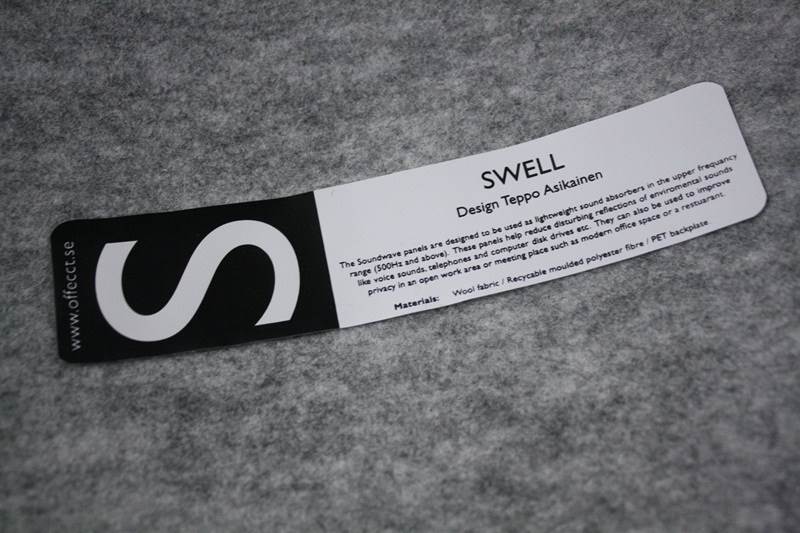 www.offecct.se
S
SWELL
Design Teppo Asikainen
The Soundwave panels are designed to be used as lightweight sound absorbers in the upper frequancy
range (500Hz and above). These panels help reduce disturbing reflections of enviromental sounds
like voice sounds, telephones and computer disk drives etc. They can also be used to improve
privacy in an open work area or meeting place such as modern office space or a restuarant.
Materials: Wool fabric / Recyctable moulded polyester fibre / PET backplate